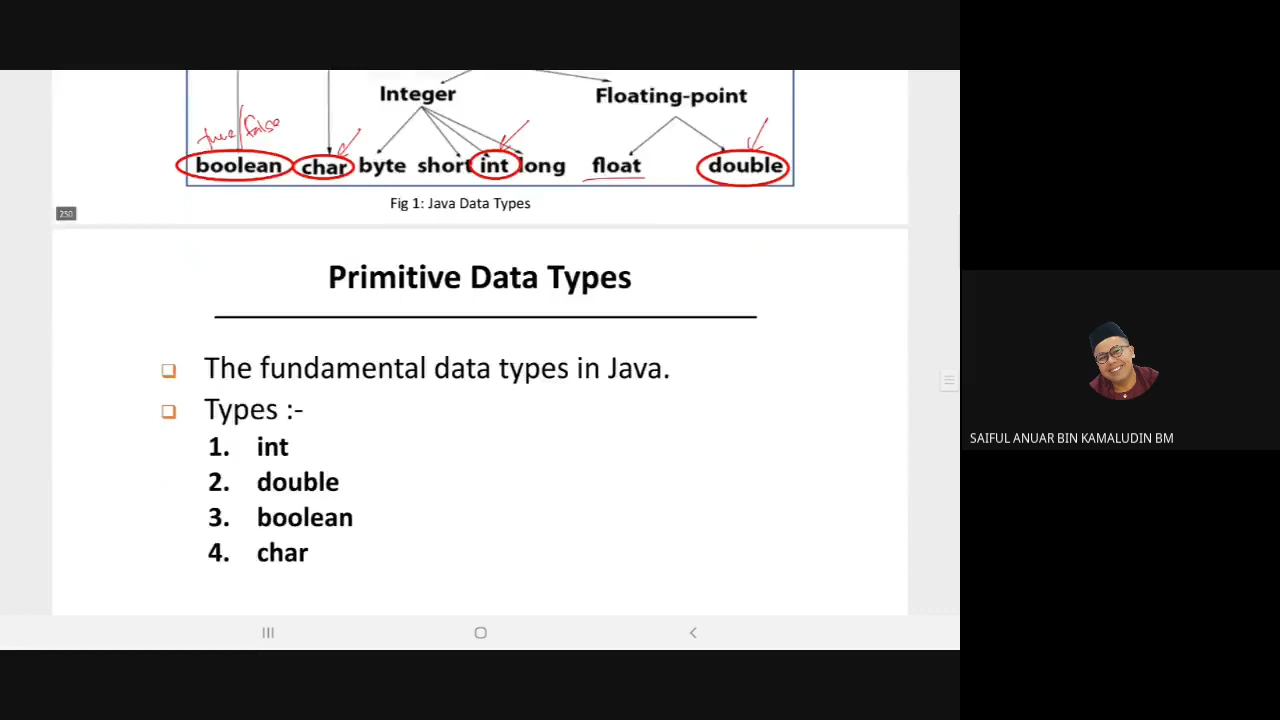 Integer Floating-point
true/false
boolean char byte short int long float double
Fig 1: Java Data Types
250
Primitive Data Types
The fundamental data types in Java.
Types :-
1. int
2. double
3. boolean
4. char
SAIFUL ANUAR BIN KAMALUDIN BM